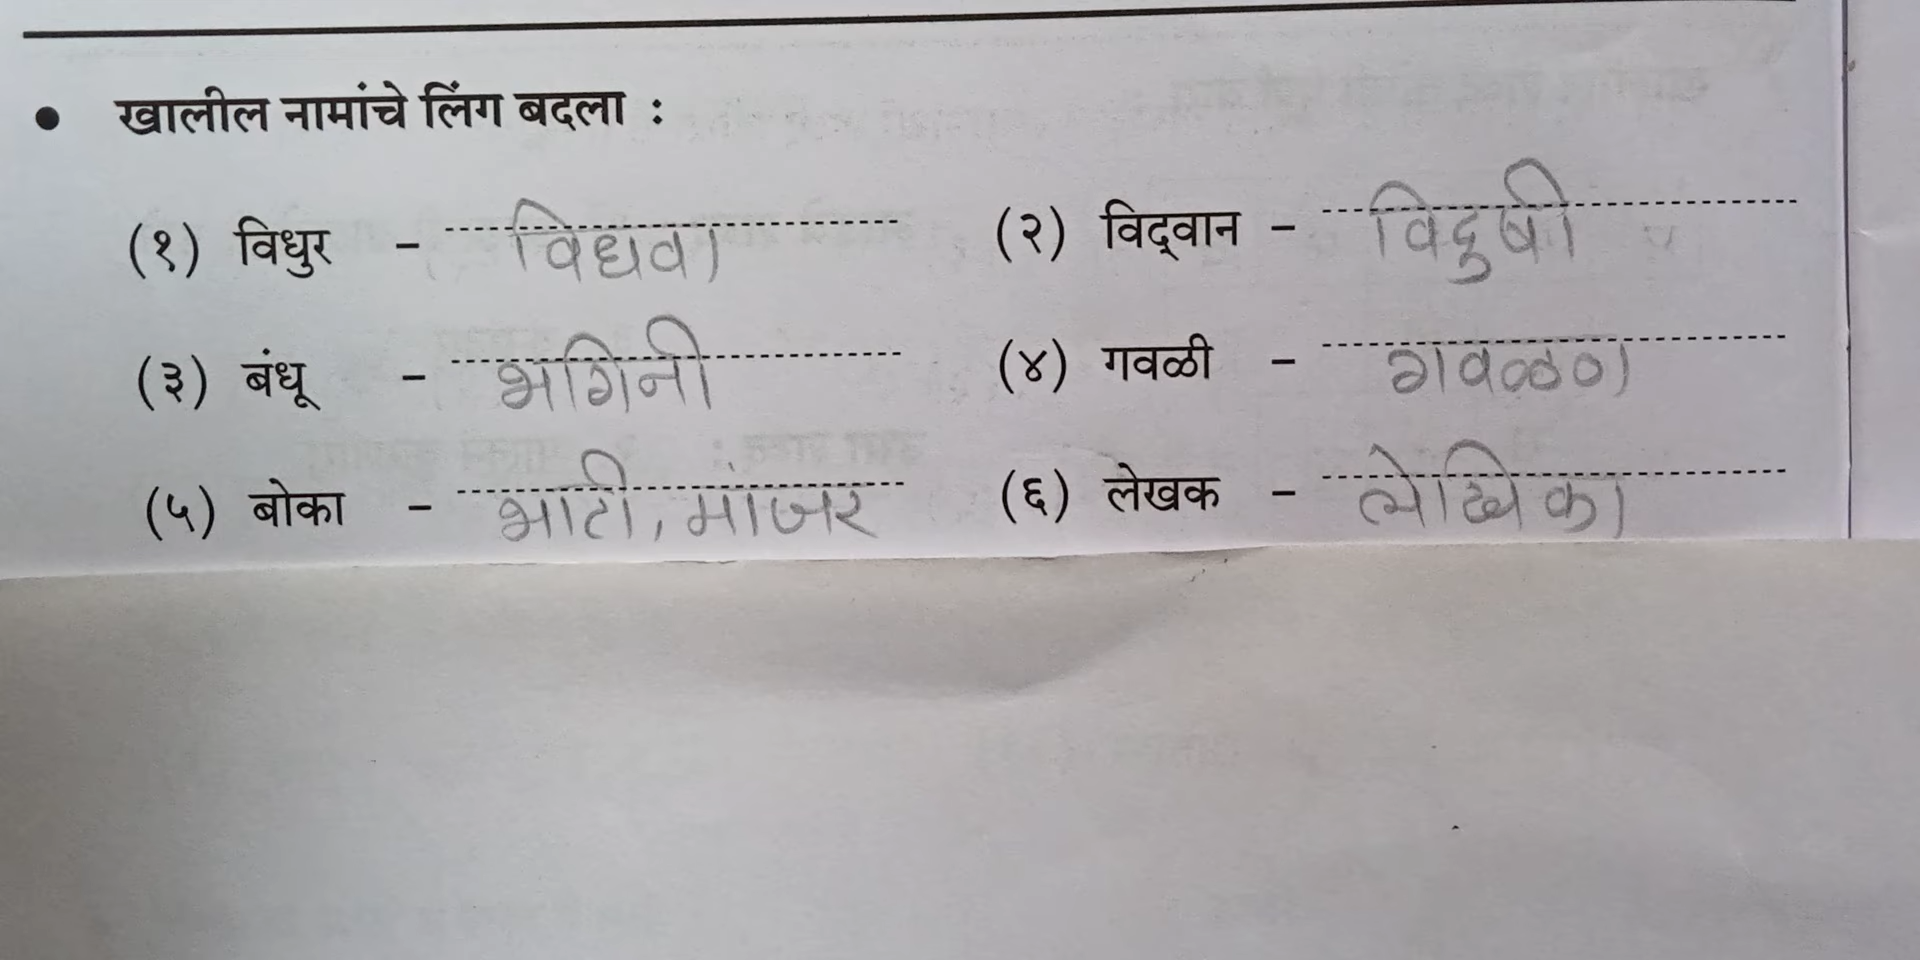 • खालील नामांचे लिंग बदला :
(१) विधुर - विधवा (२) विद्वान - विदुषी
(३) बंधू - भगिनी (४) गवळी - गवळण
(५) बोका - भाटी, मांजर (६) लेखक - लेखिका